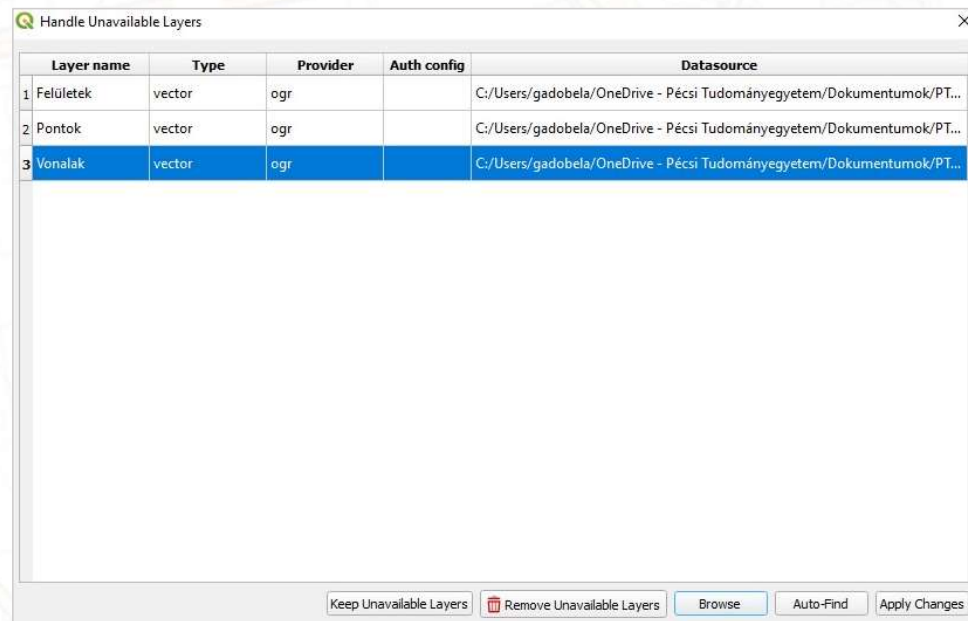 Handle Unavailable Layers
Layer name Type Provider Auth config Datasource
1 Felületek vector ogr C:/Users/gadobela/OneDrive - Pécsi Tudományegyetem/Dokumentumok/PT...
2 Pontok vector ogr C:/Users/gadobela/OneDrive - Pécsi Tudományegyetem/Dokumentumok/PT...
3 Vonalak vector ogr C:/Users/gadobela/OneDrive - Pécsi Tudományegyetem/Dokumentumok/PT...
Keep Unavailable Layers Remove Unavailable Layers Browse Auto-Find Apply Changes